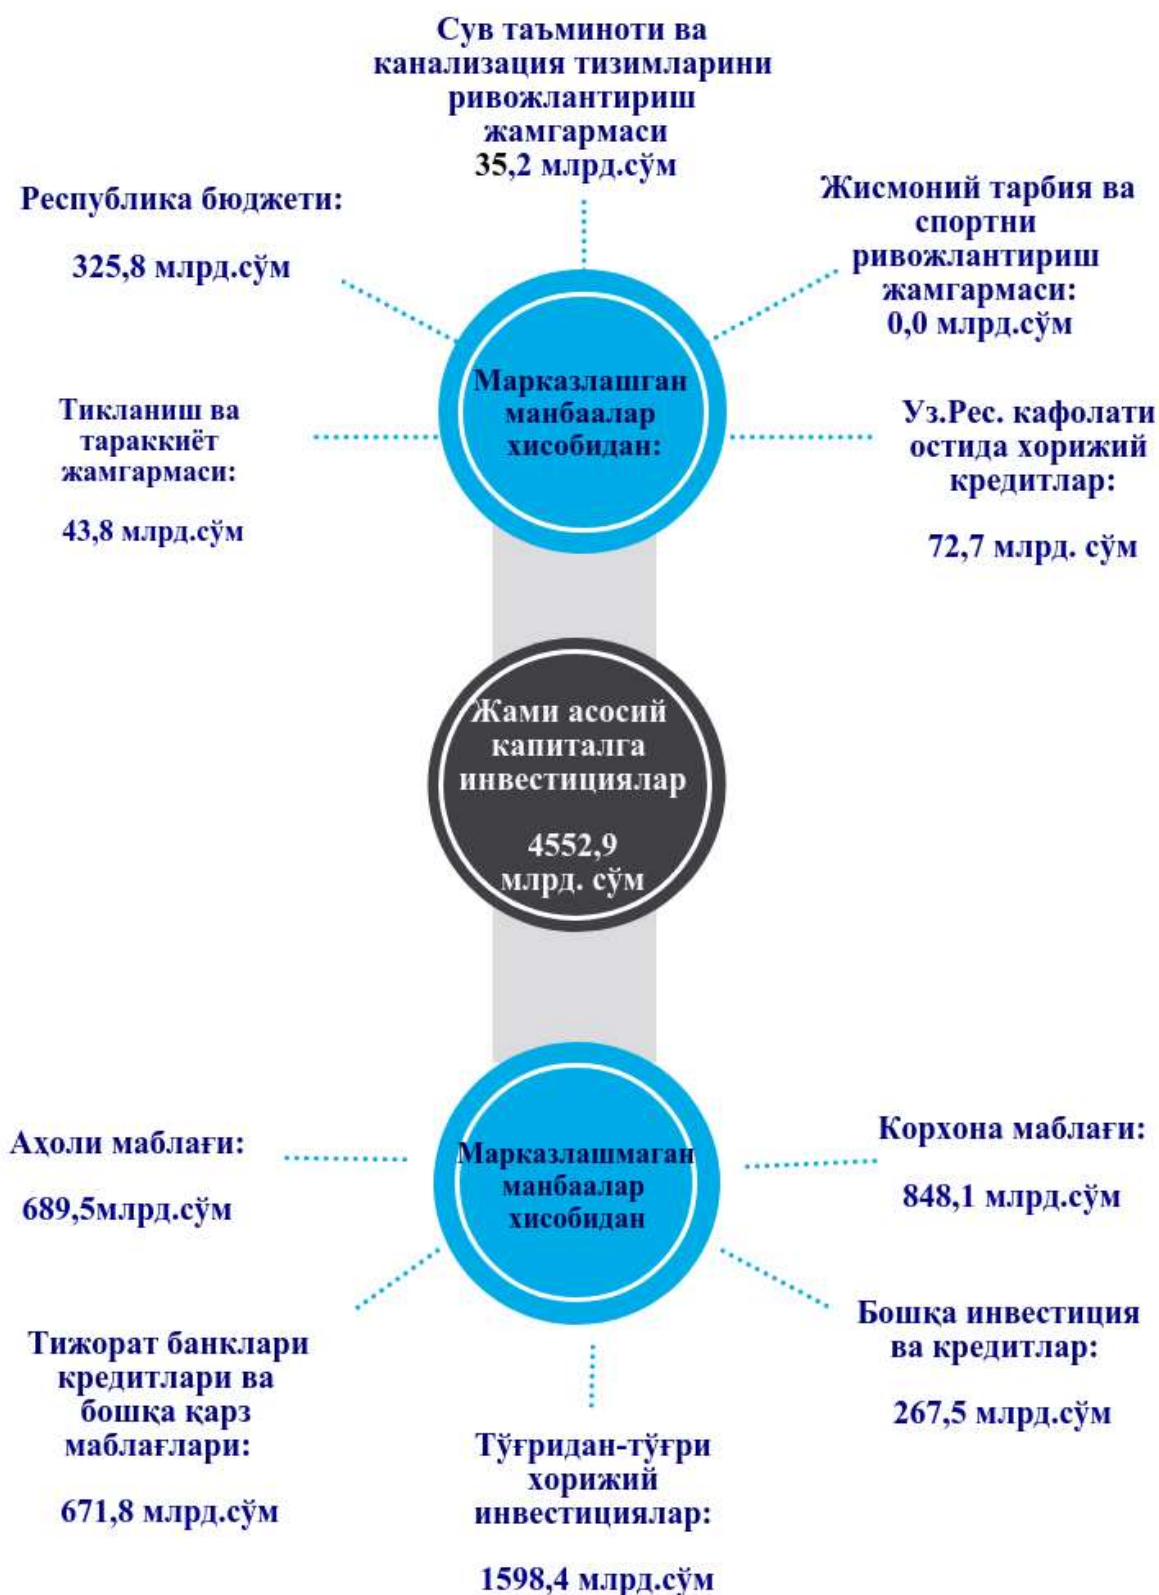 Сув таъминоти ва
канализация тизимларини
ривожлантириш
жамгармаси
35,2 млрд.сўм
Республика бюджети:
325,8 млрд.сўм
Жисмоний тарбия ва
спортни
ривожлантириш
жамгармаси:
0,0 млрд.сўм
Марказлашган
манбаалар
хисобидан:
Тикланиш ва
тараккиёт
жамгармаси:
43,8 млрд.сўм
Уз.Рес. кафолати
остида хорижий
кредитлар:
72,7 млрд. сўм
Жами асосий
капиталга
инвестициялар
4552,9
млрд. сўм
Аҳоли маблағи:
689,5млрд.сўм
Марказлашмаган
манбаалар
хисобидан
Корхона маблағи:
848,1 млрд.сўм
Тижорат банклари
кредитлари ва
бошқа қарз
маблағлари:
671,8 млрд.сўм
Тўғридан-тўғри
хорижий
инвестициялар:
1598,4 млрд.сўм
Бошқа инвестиция
ва кредитлар:
267,5 млрд.сўм